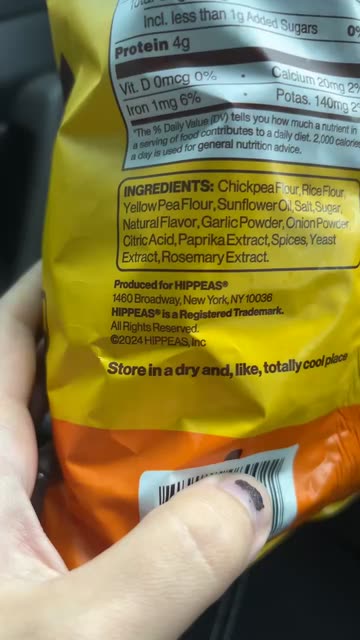 Incl. less than 1g Added Sugars 0%
Protein 4g
Vit. D 0mcg 0% • Calcium 20mg 2%
Iron 1mg 6% • Potas. 140mg 2%
*The % Daily Value (DV) tells you how much a nutrient in
a serving of food contributes to a daily diet. 2,000 calories
a day is used for general nutrition advice.
INGREDIENTS: Chickpea Flour, Rice Flour,
Yellow Pea Flour, Sunflower Oil, Salt, Sugar,
Natural Flavor, Garlic Powder, Onion Powder,
Citric Acid, Paprika Extract, Spices, Yeast
Extract, Rosemary Extract.
Produced for HIPPEAS®
1460 Broadway, New York, NY 10036
HIPPEAS® is a Registered Trademark.
All Rights Reserved.
©2024 HIPPEAS, Inc
Store in a dry and, like, totally cool place